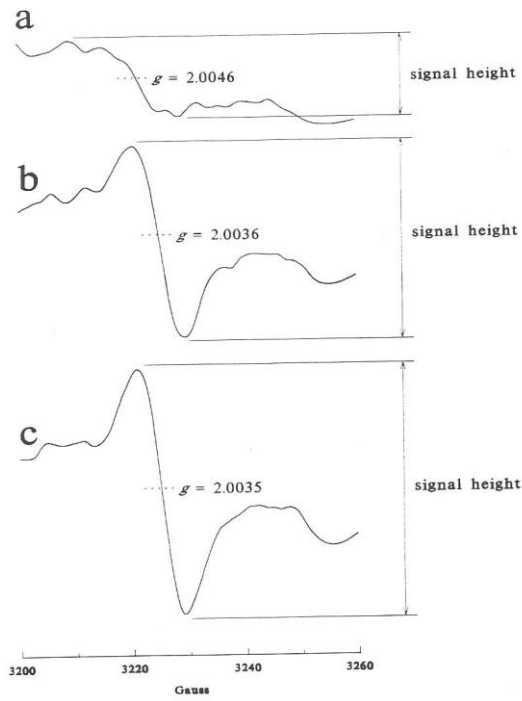 a
signal height
g = 2.0046
b
g = 2.0036
signal height
c
signal height
g = 2.0035
3200 3220 3240 3260
Gauss